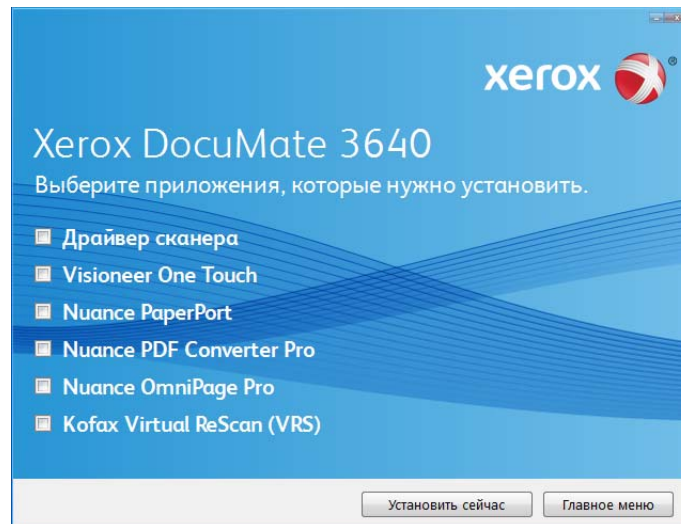 xerox ®
Xerox DocuMate 3640
Выберите приложения, которые нужно установить.
Драйвер сканера
Visioneer One Touch
Nuance PaperPort
Nuance PDF Converter Pro
Nuance OmniPage Pro
Kofax Virtual ReScan (VRS)
Установить сейчас Главное меню